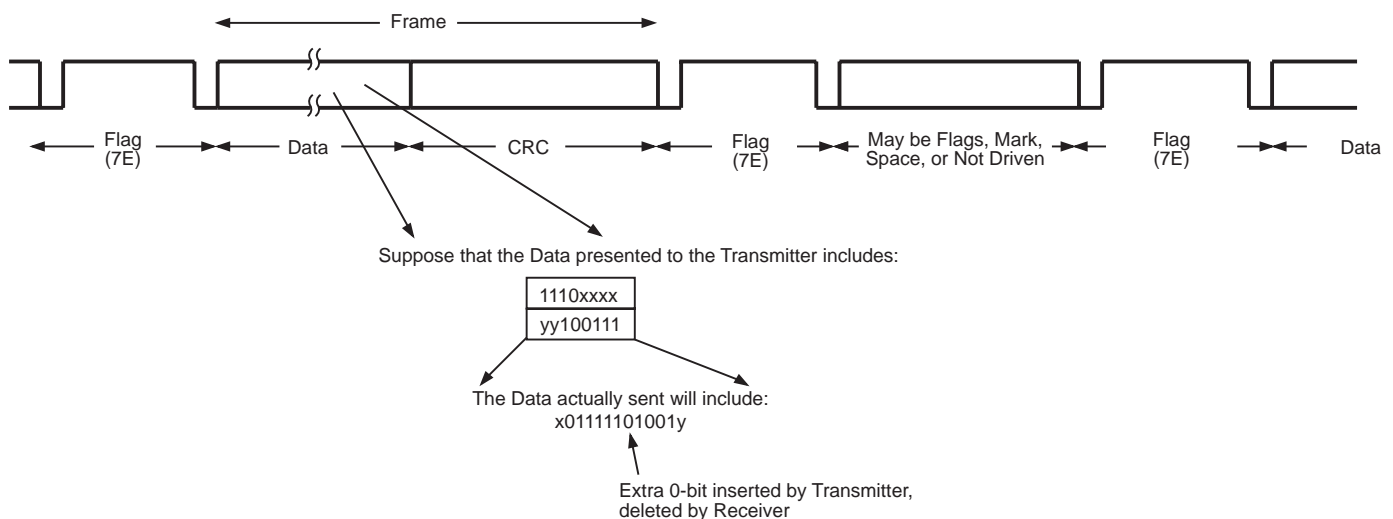 Frame
Flag
(7E)
Data
CRC
Flag
(7E)
May be Flags, Mark,
Space, or Not Driven
Flag
(7E)
Data
Suppose that the Data presented to the Transmitter includes:
1110xxxx
yy100111
The Data actually sent will include:
x01111101001y
Extra 0-bit inserted by Transmitter,
deleted by Receiver